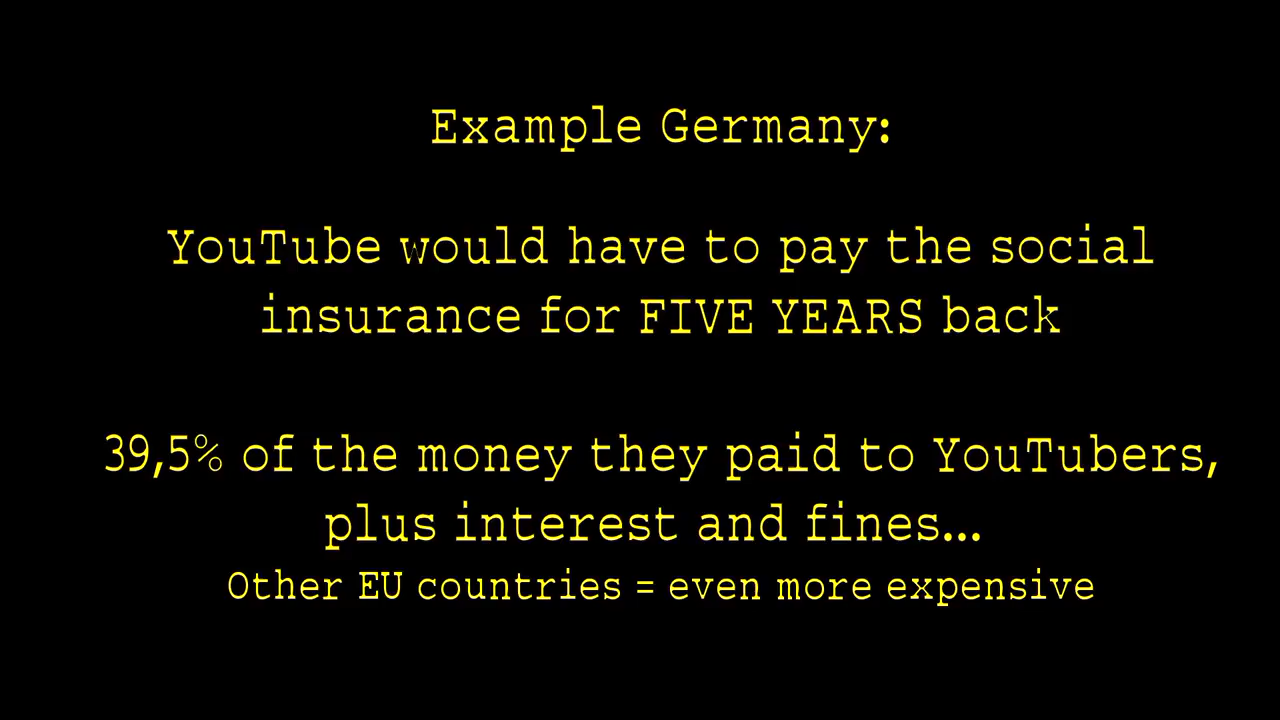 Example Germany:
YouTube would have to pay the social
insurance for FIVE YEARS back
39,5% of the money they paid to YouTubers,
plus interest and fines...
Other EU countries = even more expensive